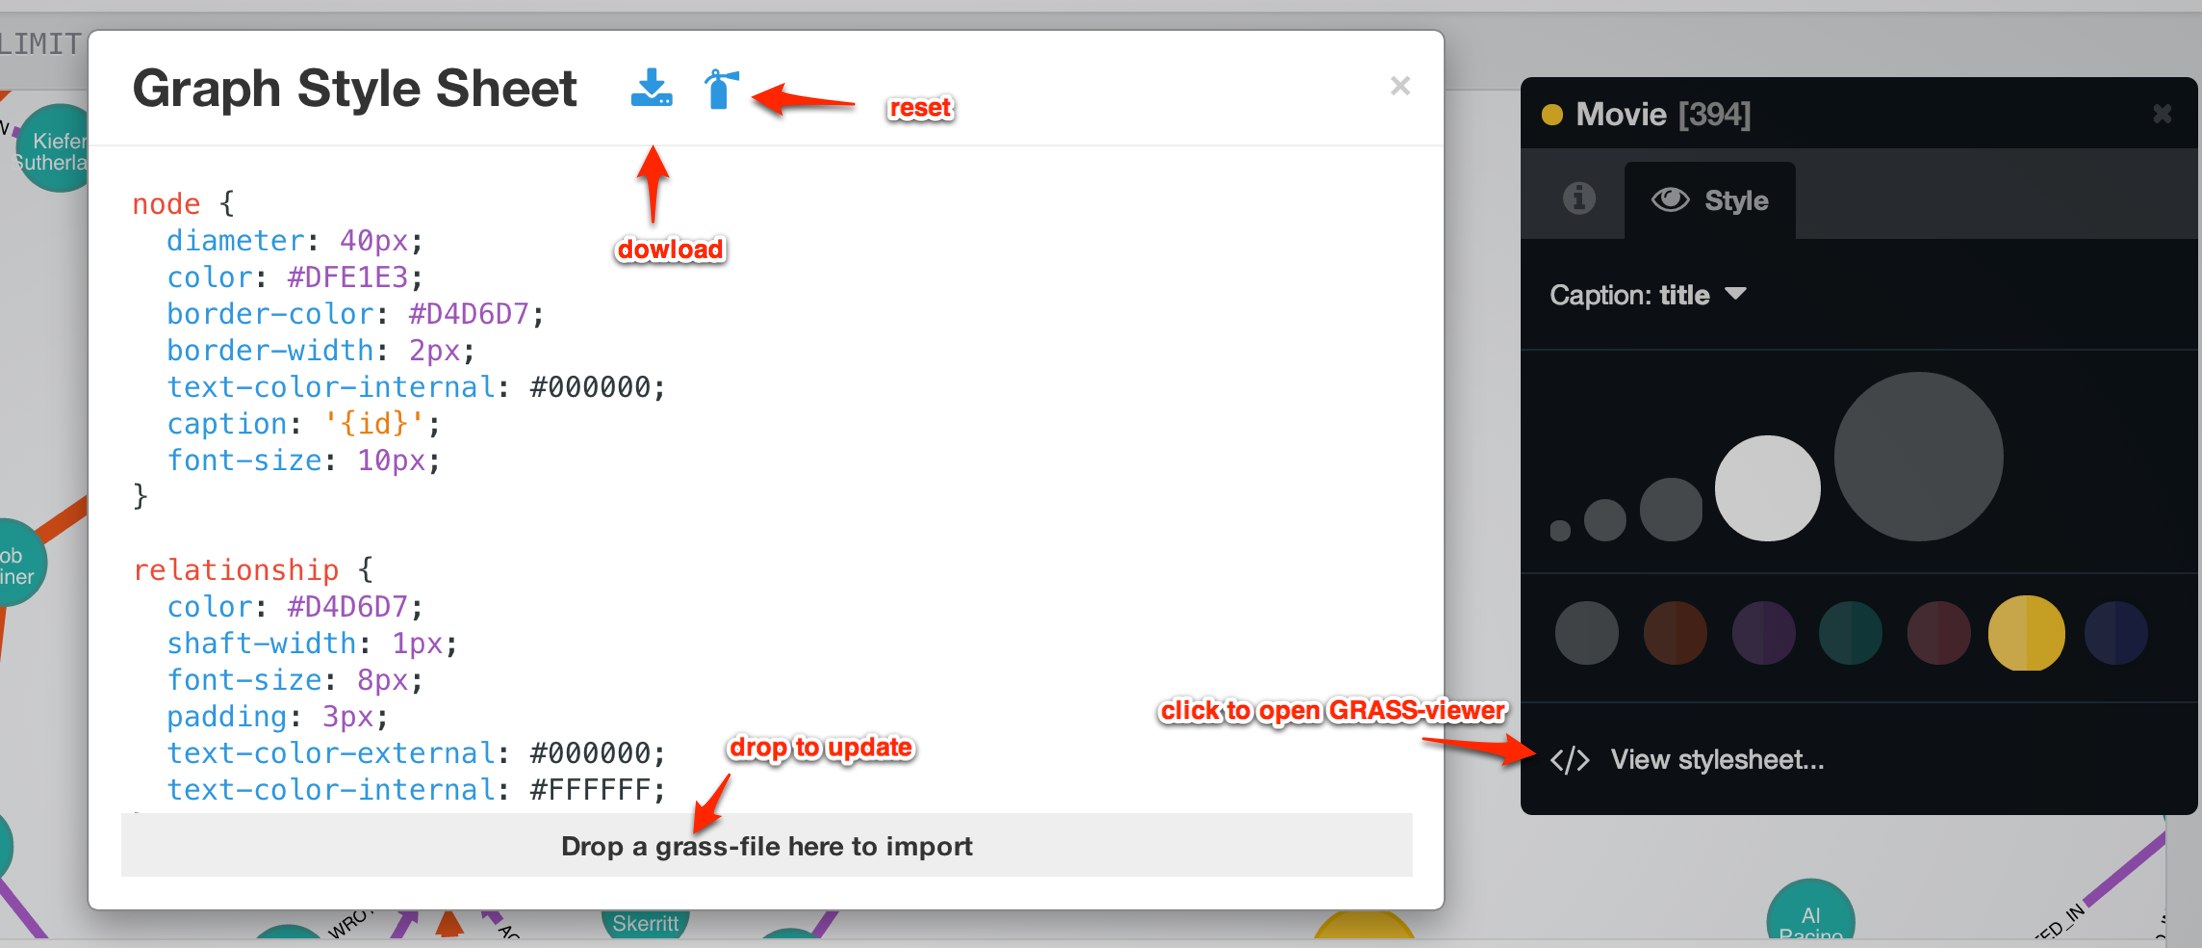 LIMIT
Graph Style Sheet
reset
dowload
node {
diameter: 40px;
color: #DFE1E3;
border-color: #D4D6D7;
border-width: 2px;
text-color-internal: #000000;
caption: '{id}';
font-size: 10px;
}
relationship {
color: #D4D6D7;
shaft-width: 1px;
font-size: 8px;
padding: 3px;
text-color-external: #000000;
text-color-internal: #FFFFFF;
drop to update
Drop a grass-file here to import
Movie [394]
Style
Caption: title
click to open GRASS-viewer
</> View stylesheet...
Kiefer
Sutherla
ob
iner
WRO
AC
Skerritt
Al
Pacino
ED_IN